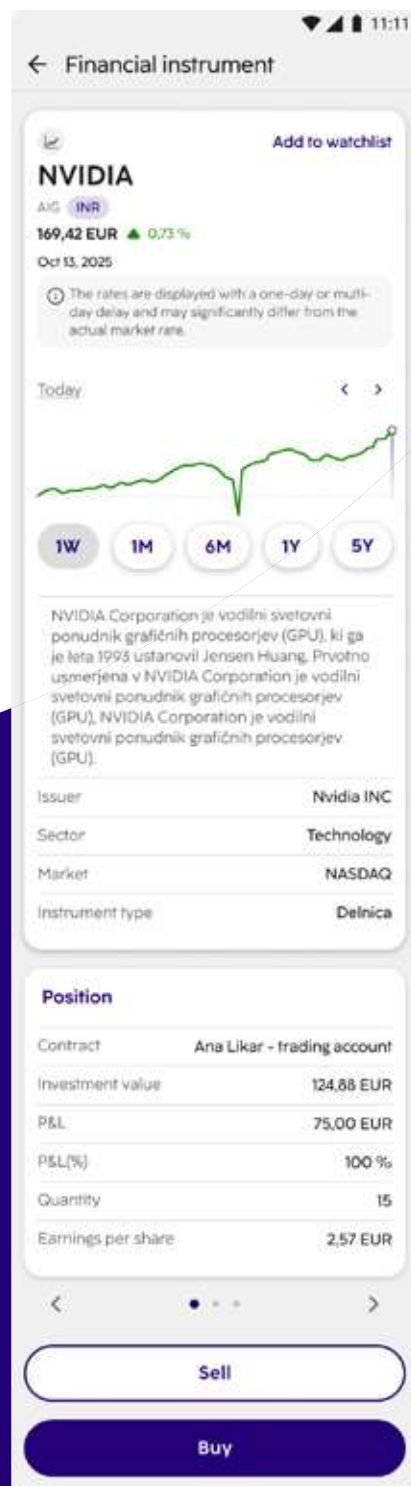 11:11
Financial instrument
Add to watchlist
NVIDIA
AIG INR
169,42 EUR ▲ 0,73 %
Oct 13, 2025
The rates are displayed with a one-day or multi-
day delay and may significantly differ from the
actual market rate.
Today
1W 1M 6M 1Y 5Y
NVIDIA Corporation je vodilni svetovni
ponudnik grafičnih procesorjev (GPU), ki ga
je leta 1993 ustanovil Jensen Huang. Prvotno
usmerjena v NVIDIA Corporation je vodilni
svetovni ponudnik grafičnih procesorjev
(GPU), NVIDIA Corporation je vodilni
svetovni ponudnik grafičnih procesorjev
(GPU).
Issuer Nvidia INC
Sector Technology
Market NASDAQ
Instrument type Delnica
Position
Contract Ana Likar - trading account
Investment value 124,88 EUR
P&L 75,00 EUR
P&L(%) 100 %
Quantity 15
Earnings per share 2,57 EUR
Sell
Buy